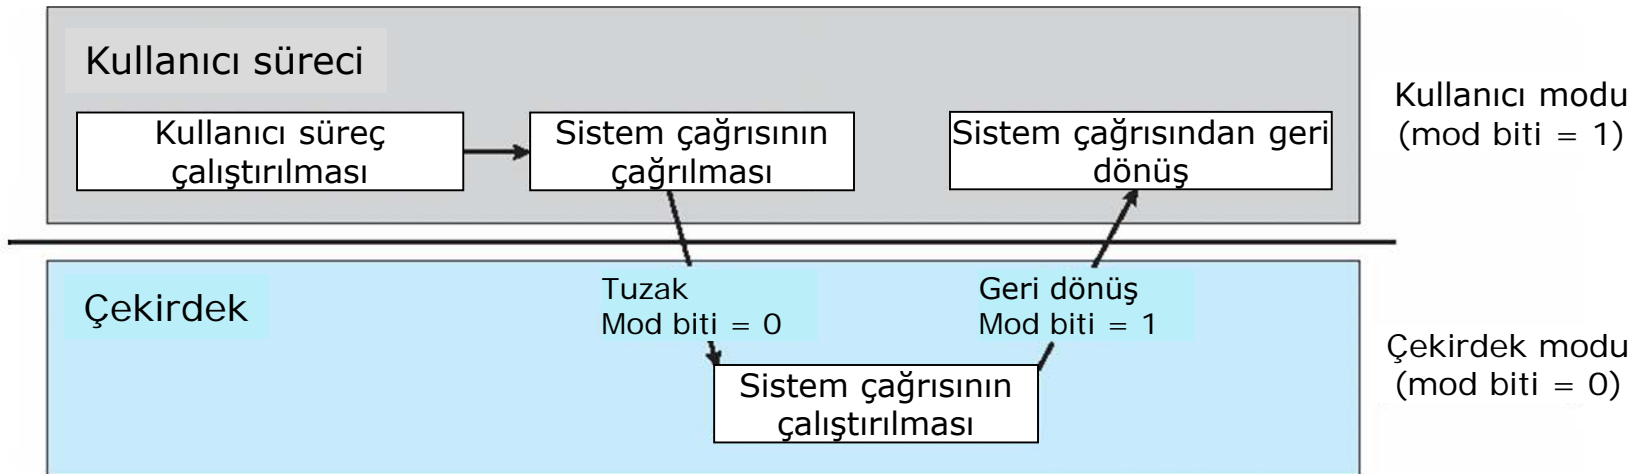 Kullanıcı süreci
Kullanıcı süreç
çalıştırılması
Sistem çağrısının
çağrılması
Sistem çağrısından geri
dönüş
Kullanıcı modu
(mod biti = 1)
Çekirdek
Tuzak
Mod biti = 0
Geri dönüş
Mod biti = 1
Sistem çağrısının
çalıştırılması
Çekirdek modu
(mod biti = 0)